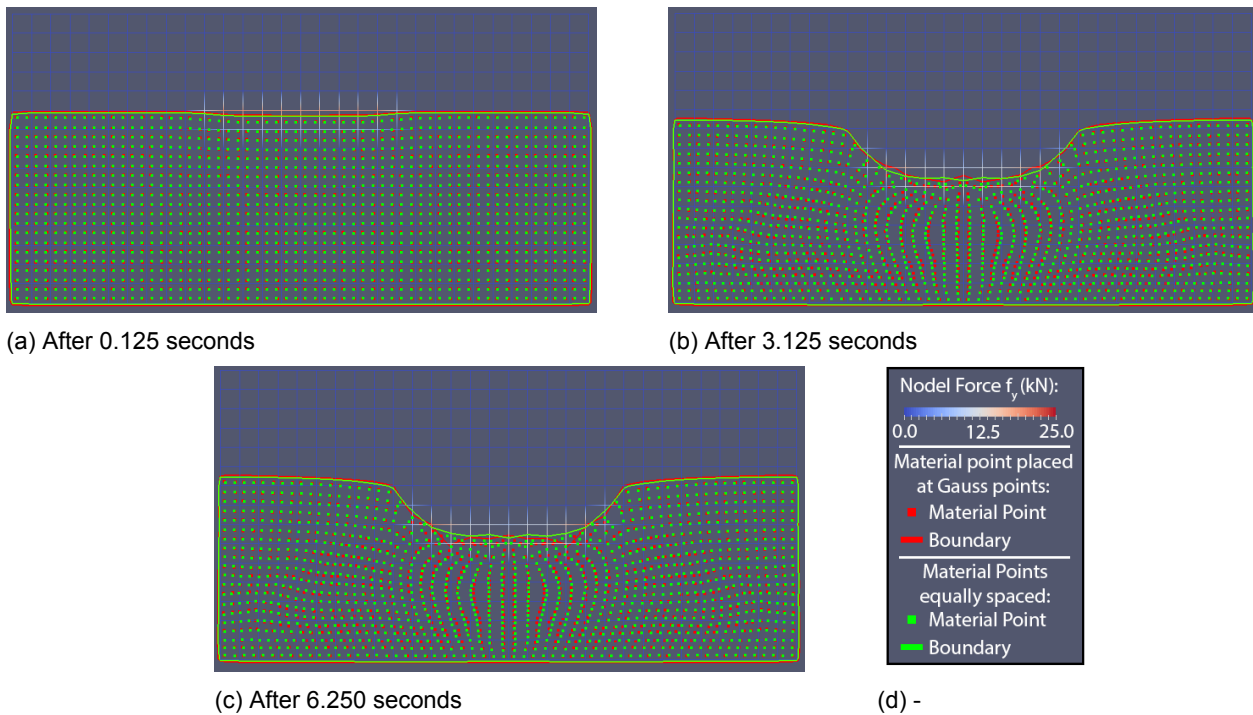 (a) After 0.125 seconds
(b) After 3.125 seconds
Nodel Force f_y(kN):
0.0 12.5 25.0
Material point placed
at Gauss points:
Material Point
Boundary
Material Points
equally spaced:
Material Point
Boundary
(c) After 6.250 seconds
(d) -